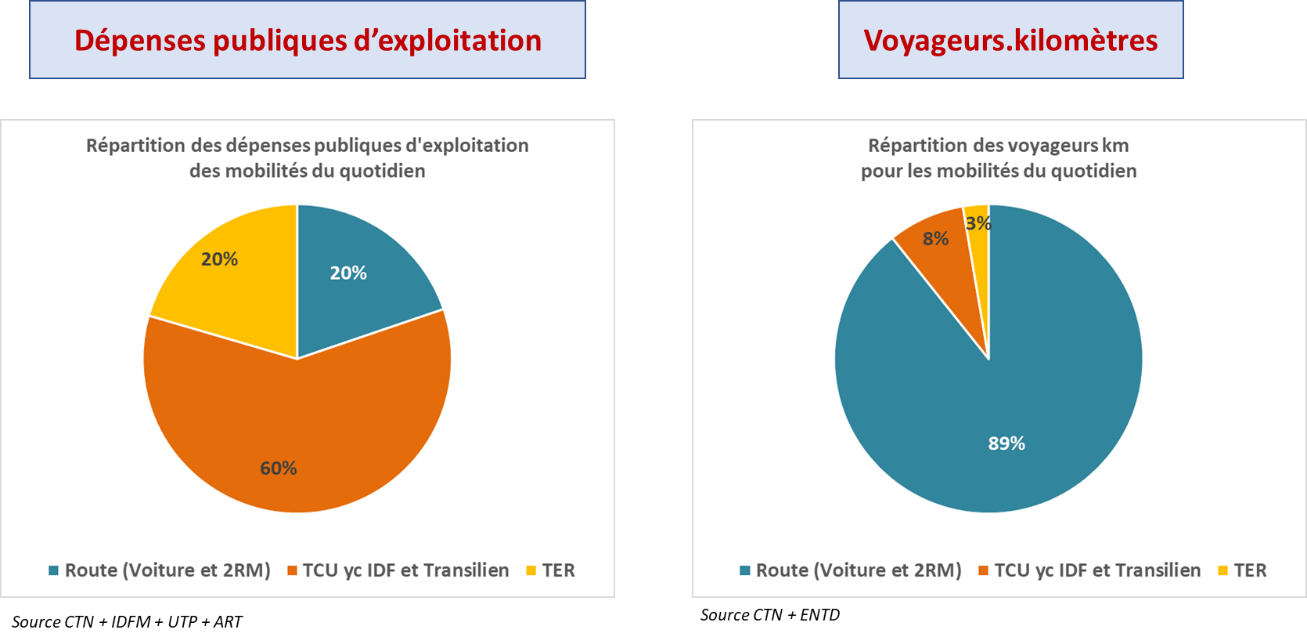 Dépenses publiques d’exploitation
Répartition des dépenses publiques d'exploitation
des mobilités du quotidien
20%
20%
60%
Route (Voiture et 2RM) TCU yc IDF et Transilien TER
Source CTN + IDFM + UTP + ART
Voyageurs.kilomètres
Répartition des voyageurs km
pour les mobilités du quotidien
3%
8%
89%
Route (Voiture et 2RM) TCU yc IDF et Transilien TER
Source CTN + ENTD